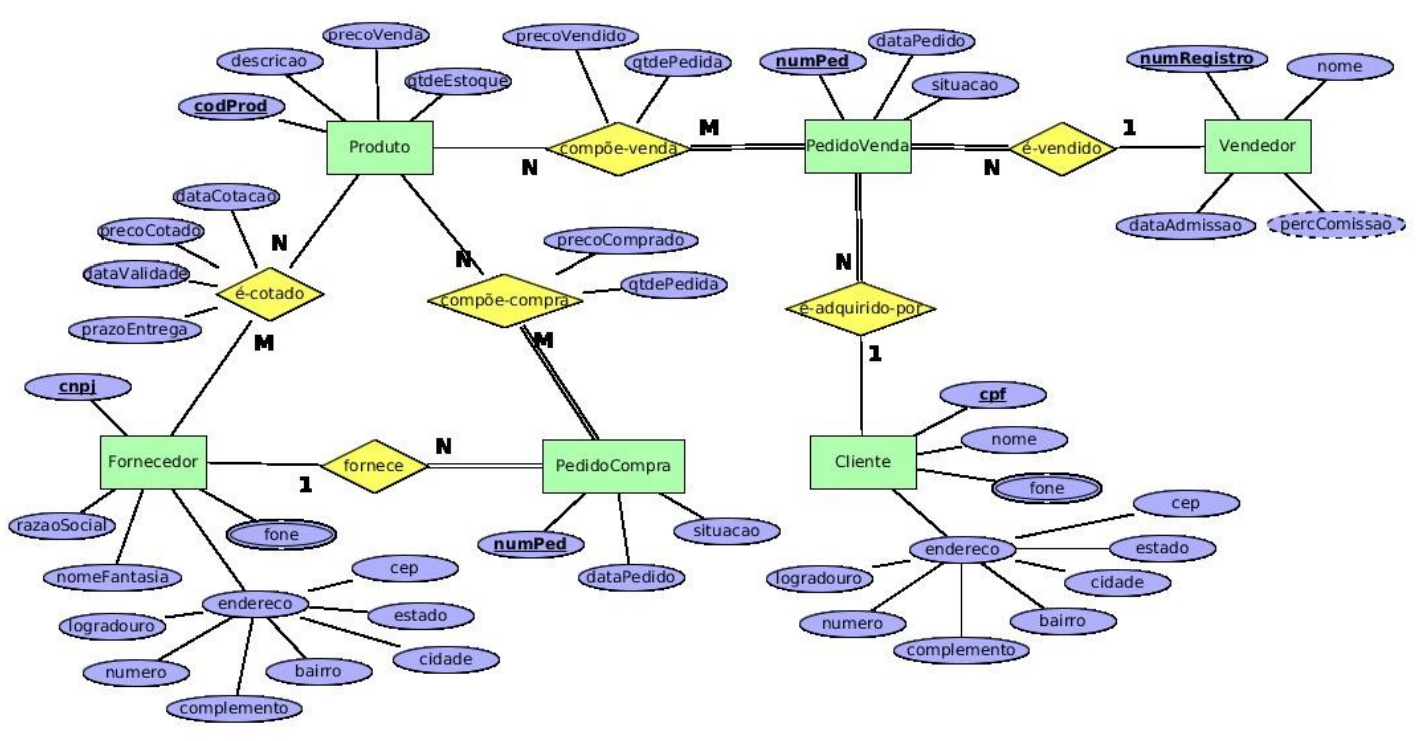 precoVenda
precoVendido
dataPedido
descricao
qtdePedida
numPed
numRegistro
nome
qtdeEstoque
situacao
codProd
Produto
N
compõe-venda
M
PedidoVenda
N
é-vendido
1
Vendedor
dataCotacao
dataAdmissao
percComissao
precoCotado
N
precoComprado
dataValidade
N
qtdePedida
N
é-cotado
compõe-compra
é-adquirido-por
prazoEntrega
M
M
1
cnpj
cpf
nome
Fornecedor
1
fornece
N
PedidoCompra
Cliente
fone
razaoSocial
fone
numPed
situacao
cep
nomeFantasia
cep
dataPedido
endereco
estado
endereco
logradouro
cidade
logradouro
estado
numero
bairro
numero
bairro
cidade
complemento
complemento